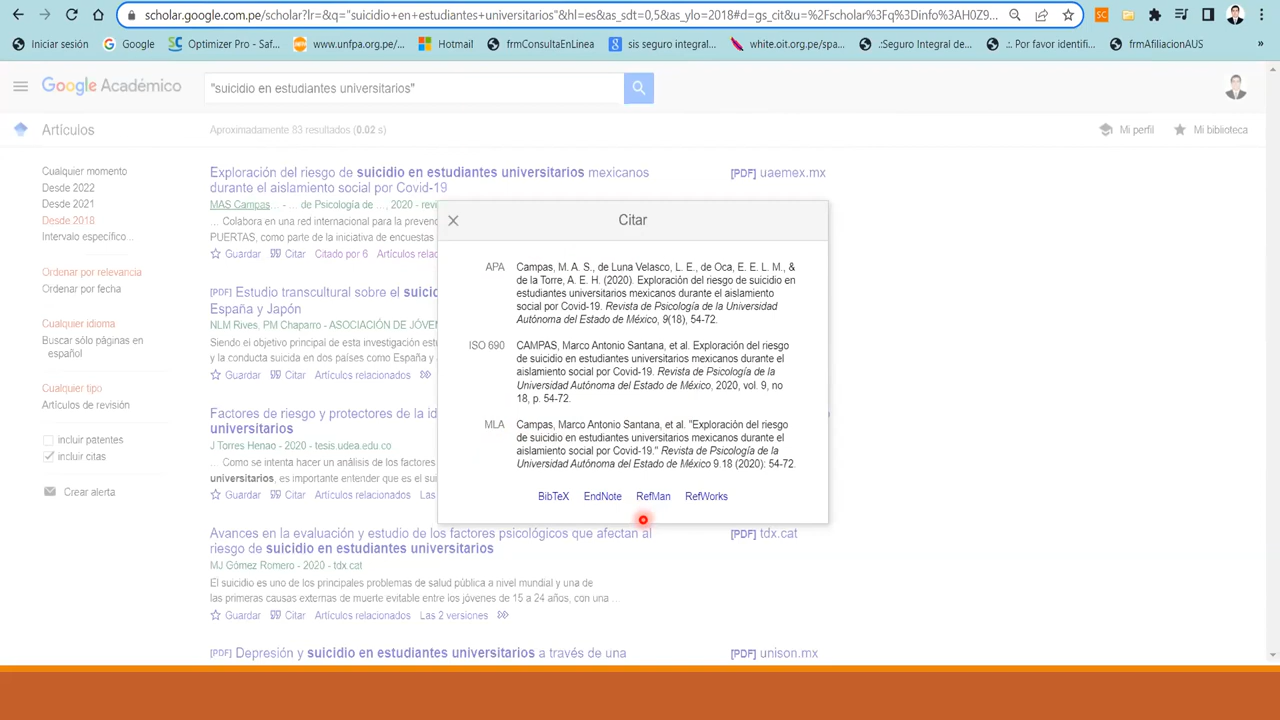 scholar.google.com.pe/scholar?lr=&q="suicidio+en+estudiantes+universitarios"&hl=es&as_sdt=0,5&as_ylo=2018#d=gs_cit&u=%2Fscholar%3Fq%3Dinfo%3AH0Z9...
Iniciar sesión Google Optimizer Pro - Saf... www.unfpa.org.pe/... Hotmail frmConsultaEnLinea sis seguro integral... white.oit.org.pe/spa... .:Seguro Integral de... .:. Por favor identifi... frmAfiliacionAUS »
Google Académico
"suicidio en estudiantes universitarios"
Artículos
Aproximadamente 83 resultados (0.02 s)
Mi perfil
Mi biblioteca
Cualquier momento
Desde 2022
Desde 2021
Desde 2018
Intervalo específico...
Ordenar por relevancia
Ordenar por fecha
Cualquier idioma
Buscar sólo páginas en
español
Cualquier tipo
Artículos de revisión
incluir patentes
incluir citas
Crear alerta
Exploración del riesgo de suicidio en estudiantes universitarios mexicanos
durante el aislamiento social por Covid-19
[PDF] uaemex.mx
MAS Campas... - ... de Psicología de ..., 2020 - revi
... Colabora en una red internacional para la preven
PUERTAS, como parte de la iniciativa de encuestas
Guardar Citar Citado por 6 Artículos relac
[PDF] Estudio transcultural sobre el suici
España y Japón
NLM Rives, PM Chaparro - ASOCIACIÓN DE JÓVE
Siendo el objetivo principal de esta investigación estu
y la conducta suicida en dos países como España y
Guardar Citar Artículos relacionados
Factores de riesgo y protectores de la id
universitarios
J Torres Henao - 2020 - tesis.udea.edu.co
... Como se intenta hacer un análisis de los factores
universitarios, es importante entender que es el sui
Guardar Citar Artículos relacionados Las
Avances en la evaluación y estudio de los factores psicológicos que afectan al
riesgo de suicidio en estudiantes universitarios
[PDF] tdx.cat
MJ Gómez Romero - 2020 - tdx.cat
El suicidio es uno de los principales problemas de salud pública a nivel mundial y una de
las primeras causas externas de muerte evitable entre los jóvenes de 15 a 24 años, con una ...
Guardar Citar Artículos relacionados Las 2 versiones
[PDF] Depresión y suicidio en estudiantes universitarios a través de una
[PDF] unison.mx
Citar
APA Campas, M. A. S., de Luna Velasco, L. E., de Oca, E. E. L. M., &
de la Torre, A. E. H. (2020). Exploración del riesgo de suicidio en
estudiantes universitarios mexicanos durante el aislamiento
social por Covid-19. Revista de Psicología de la Universidad
Autónoma del Estado de México, 9(18), 54-72.
ISO 690 CAMPAS, Marco Antonio Santana, et al. Exploración del riesgo
de suicidio en estudiantes universitarios mexicanos durante el
aislamiento social por Covid-19. Revista de Psicología de la
Universidad Autónoma del Estado de México, 2020, vol. 9, no
18, p. 54-72.
MLA Campas, Marco Antonio Santana, et al. "Exploración del riesgo
de suicidio en estudiantes universitarios mexicanos durante el
aislamiento social por Covid-19." Revista de Psicología de la
Universidad Autónoma del Estado de México 9.18 (2020): 54-72.
BibTeX EndNote RefMan RefWorks